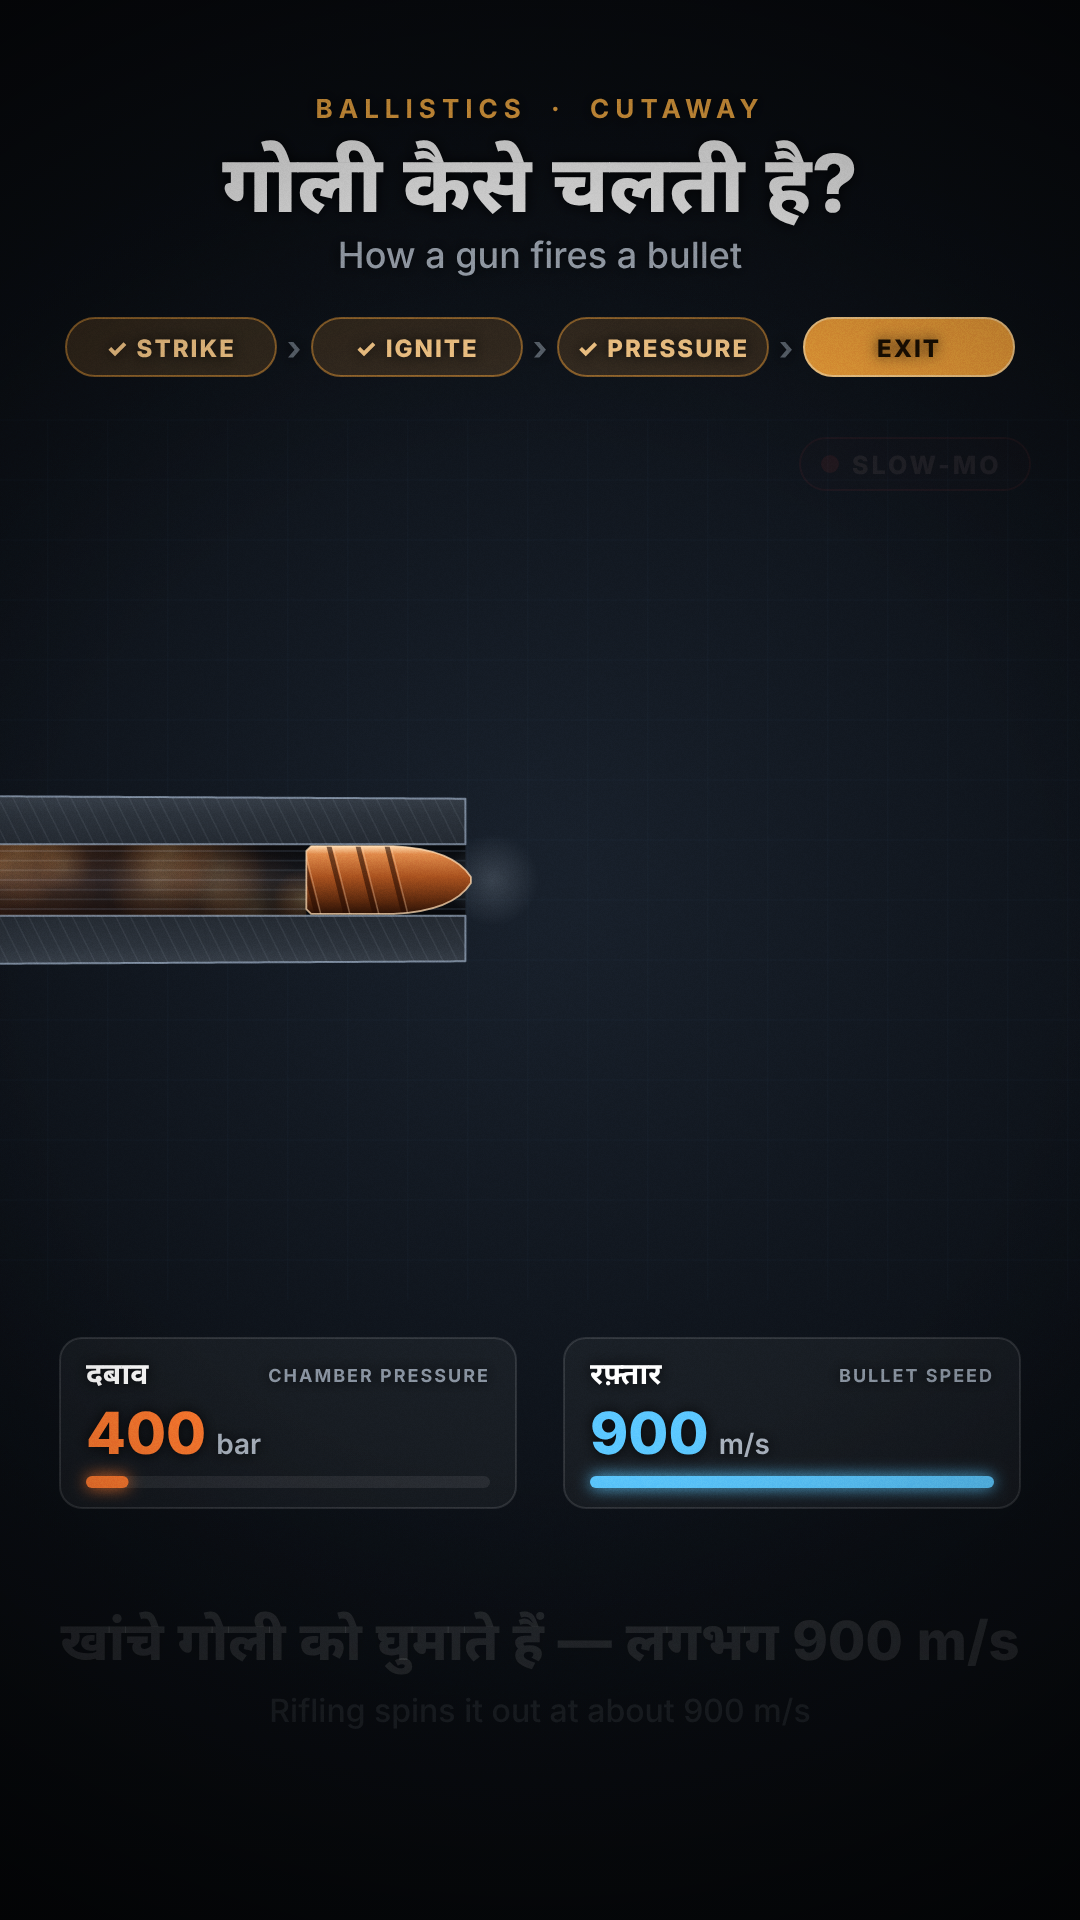 BALLISTICS · CUTAWAY
गोली कैसे चलती है?
How a gun fires a bullet
✓ STRIKE › ✓ IGNITE › ✓ PRESSURE › EXIT
SLOW-MO
दबाव CHAMBER PRESSURE
400 bar
रफ़्तार BULLET SPEED
900 m/s
खांचे गोली को घुमाते हैं — लगभग 900 m/s
Rifling spins it out at about 900 m/s